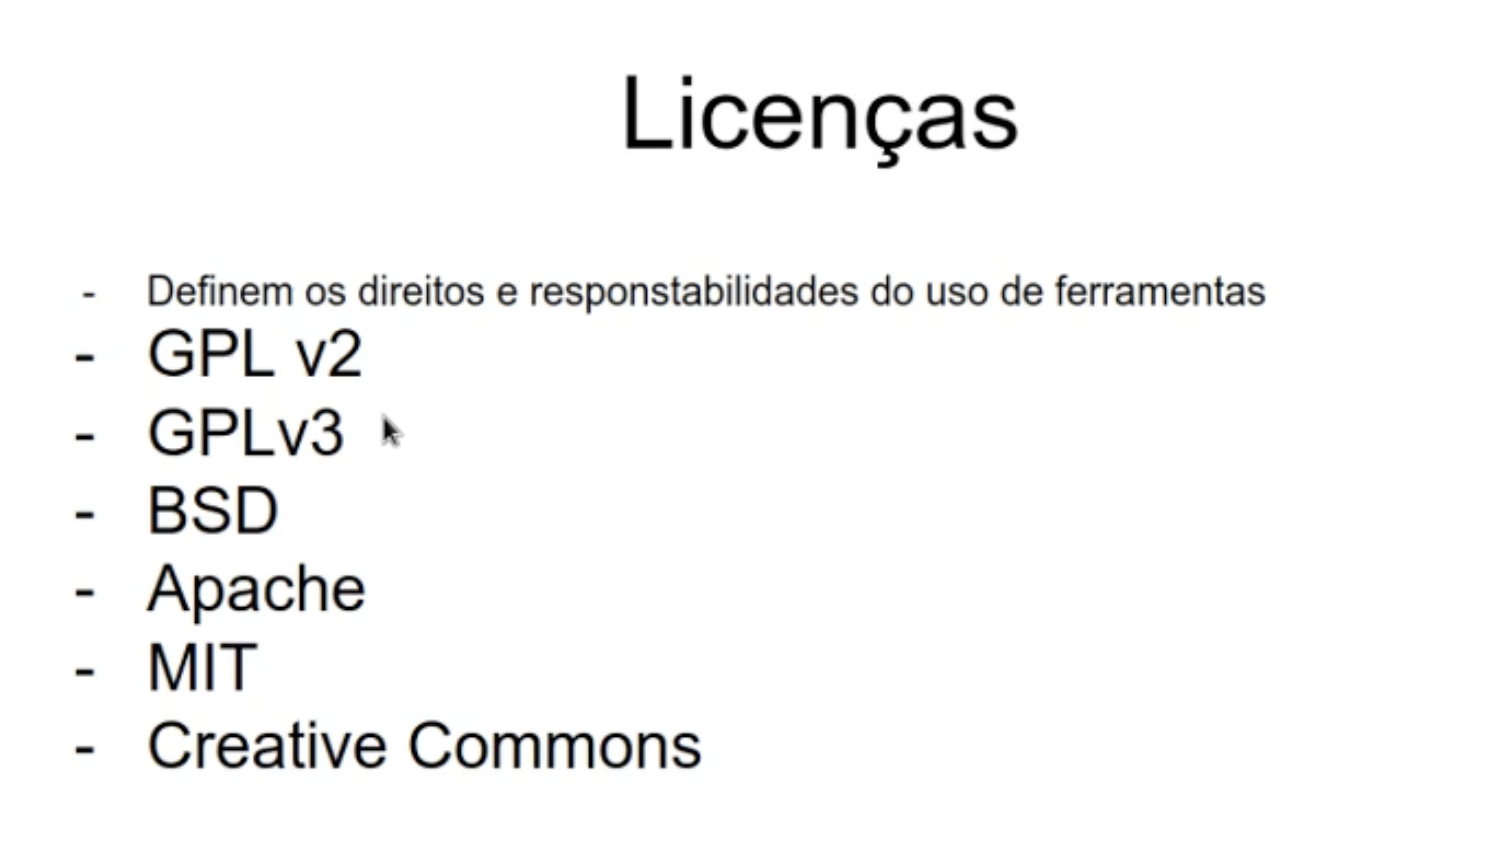 Licenças
- Definem os direitos e responstabilidades do uso de ferramentas
- GPL v2
- GPLv3
- BSD
- Apache
- MIT
- Creative Commons